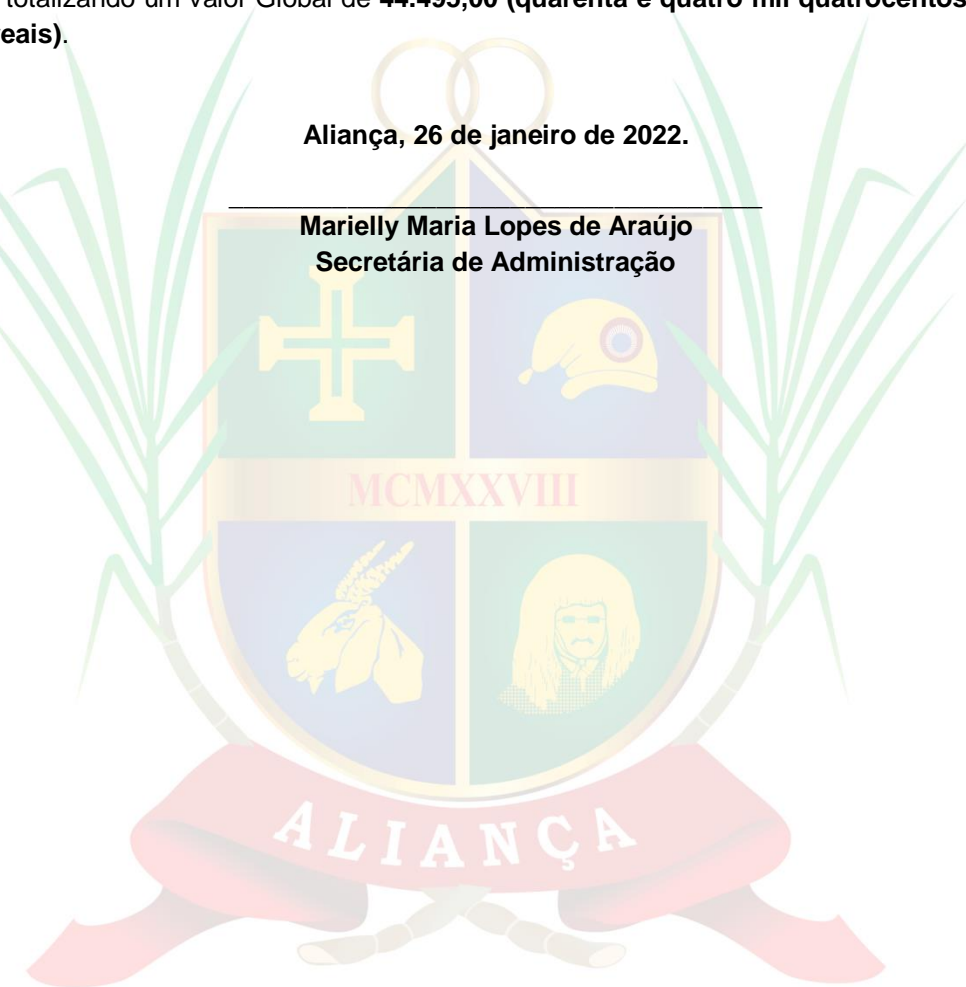 totalizando um valor Global de 44.495,00 (quarenta e quatro mil quatrocentos
reais).
Aliança, 26 de janeiro de 2022.
Marielly Maria Lopes de Araújo
Secretária de Administração
MCMXXVIII
ALIANÇA